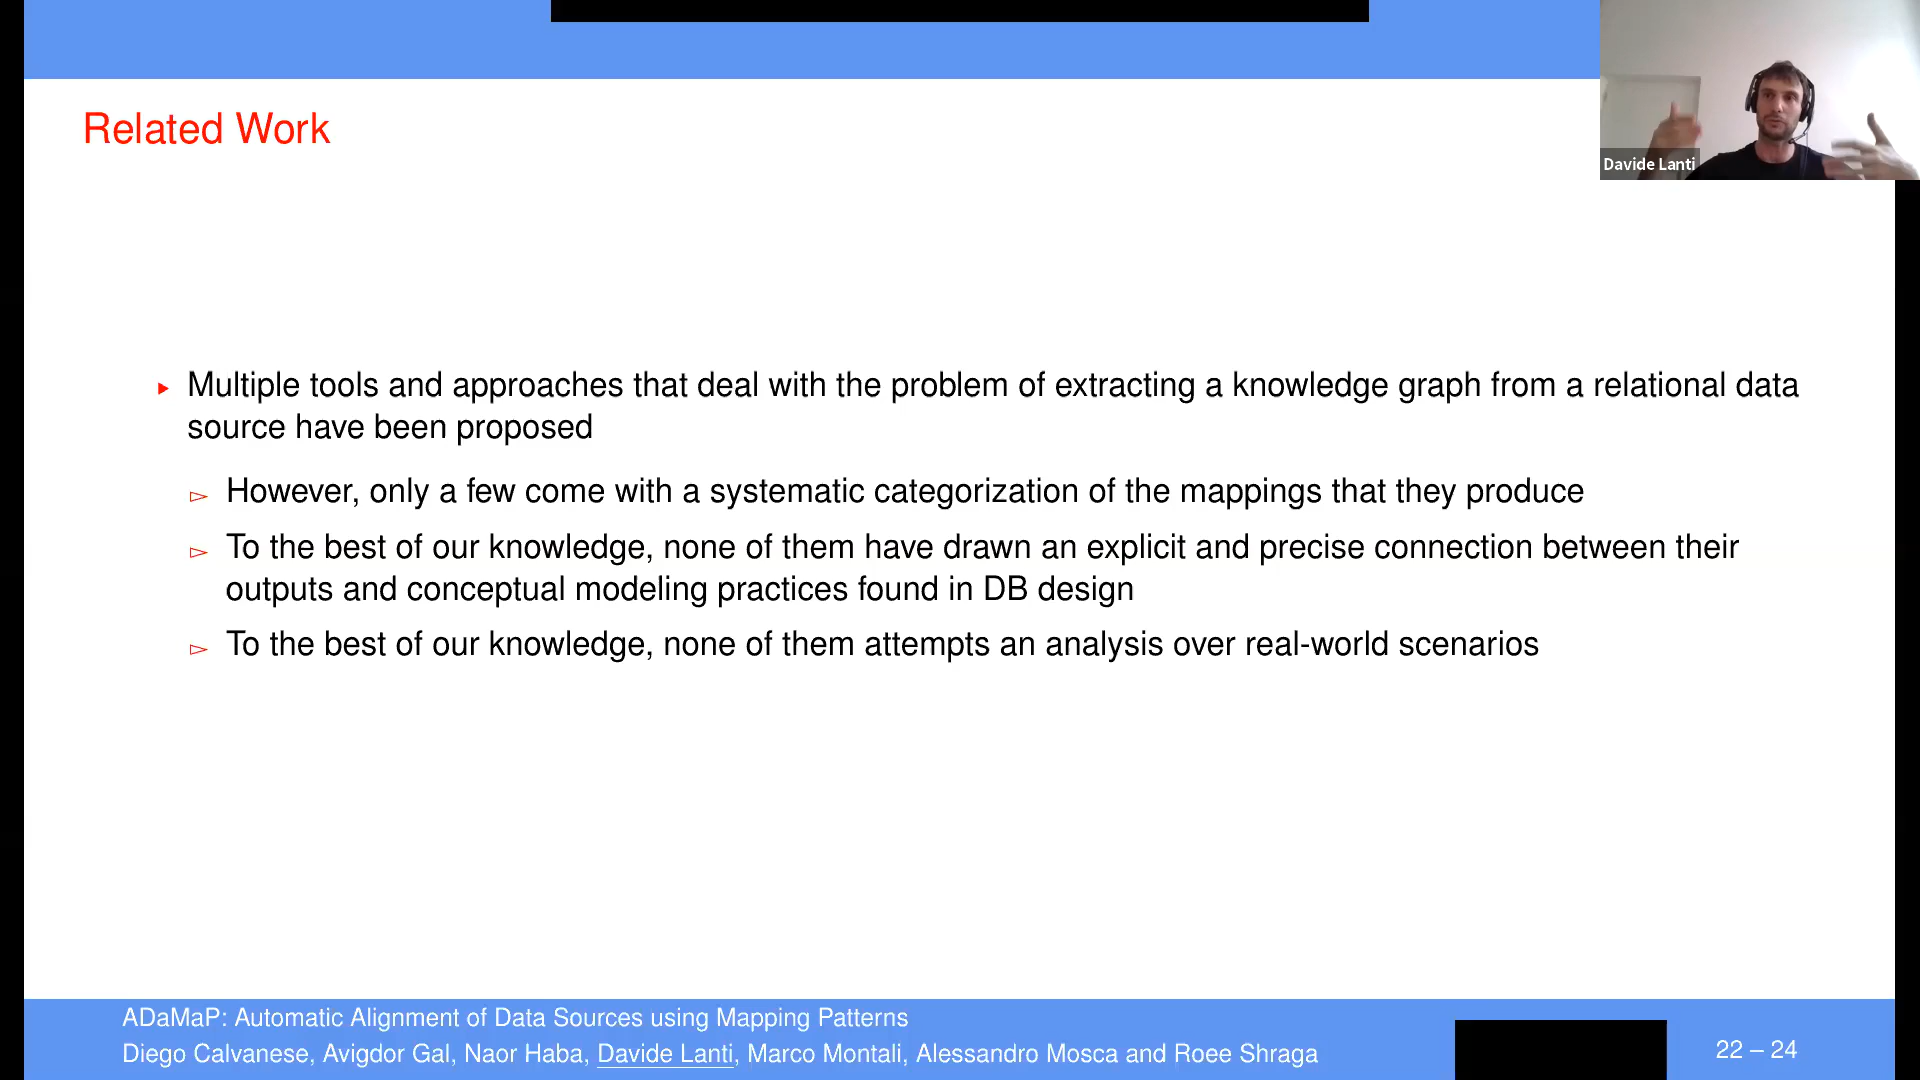 Related Work
Davide Lanti
▸ Multiple tools and approaches that deal with the problem of extracting a knowledge graph from a relational data
source have been proposed
▻ However, only a few come with a systematic categorization of the mappings that they produce
▻ To the best of our knowledge, none of them have drawn an explicit and precise connection between their
outputs and conceptual modeling practices found in DB design
▻ To the best of our knowledge, none of them attempts an analysis over real-world scenarios
ADaMaP: Automatic Alignment of Data Sources using Mapping Patterns
Diego Calvanese, Avigdor Gal, Naor Haba, Davide Lanti, Marco Montali, Alessandro Mosca and Roee Shraga
22 – 24